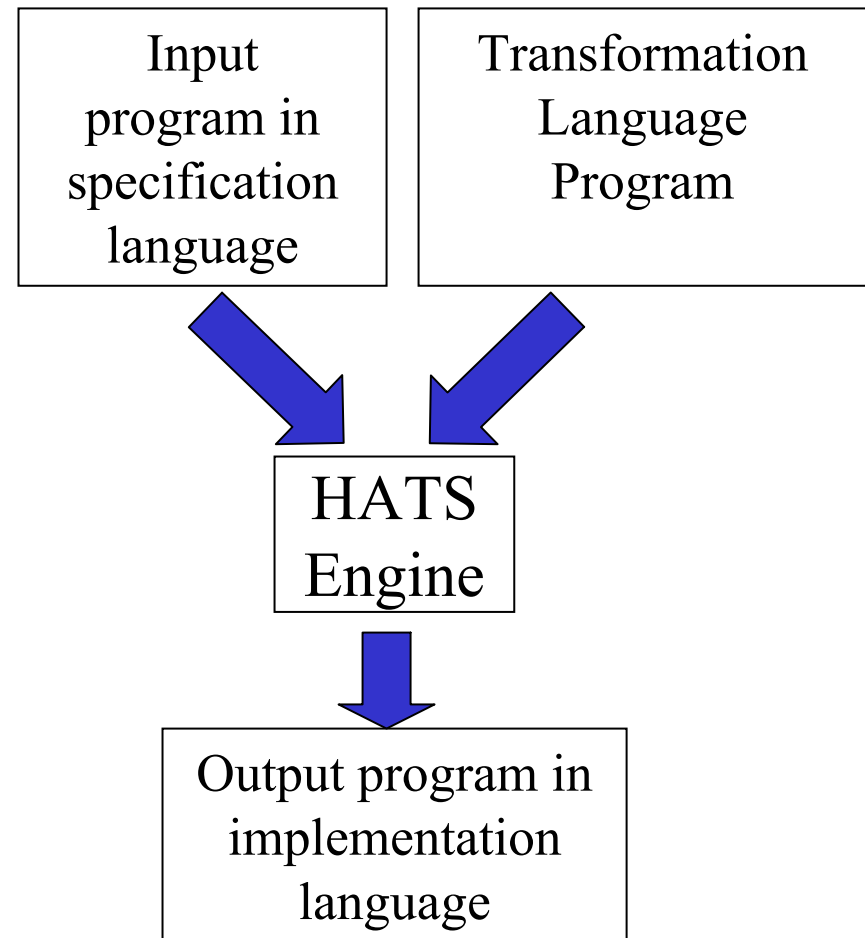 Input
program in
specification
language
Transformation
Language
Program
HATS
Engine
Output program in
implementation
language